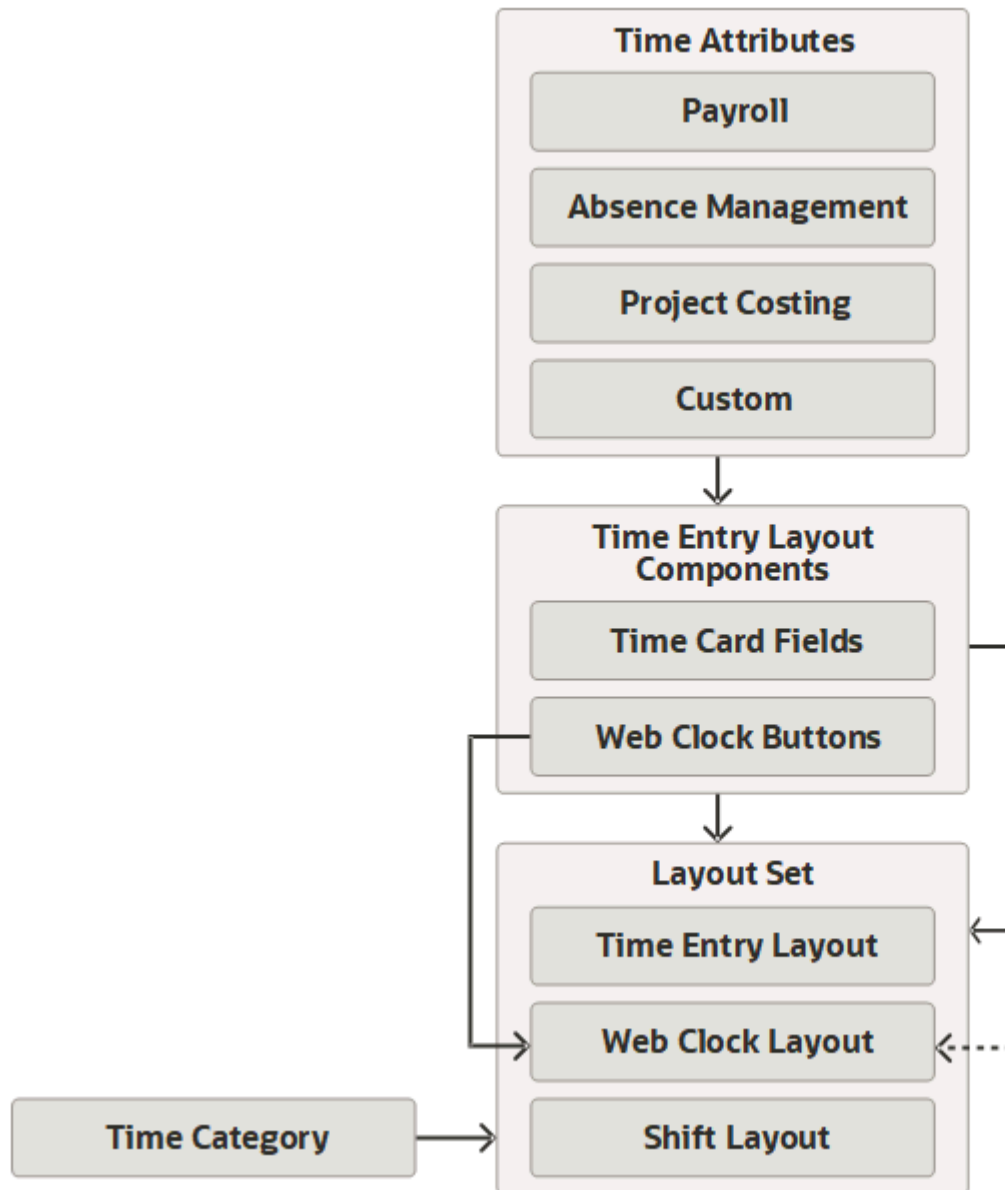 Time Attributes
Payroll
Absence Management
Project Costing
Custom
Time Entry Layout
Components
Time Card Fields
Web Clock Buttons
Layout Set
Time Entry Layout
Web Clock Layout
Time Category
Shift Layout